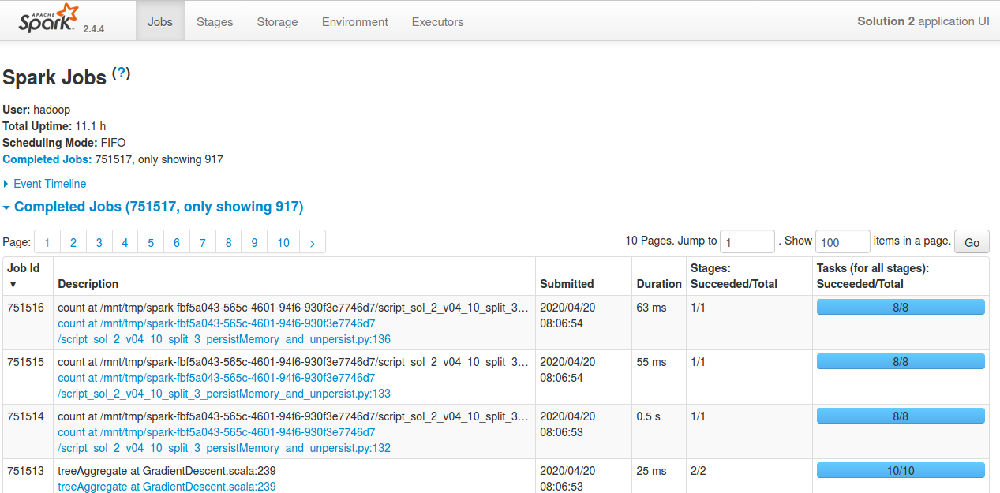 APACHE
Spark 2.4.4 Jobs Stages Storage Environment Executors Solution 2 application UI
Spark Jobs (?)
User: hadoop
Total Uptime: 11.1 h
Scheduling Mode: FIFO
Completed Jobs: 751517, only showing 917
Event Timeline
Completed Jobs (751517, only showing 917)
Page: 1 2 3 4 5 6 7 8 9 10 > 10 Pages. Jump to 1 . Show 100 items in a page. Go
Job Id ▼ Description Submitted Duration Stages: Succeeded/Total Tasks (for all stages): Succeeded/Total
751516 count at /mnt/tmp/spark-fbf5a043-565c-4601-94f6-930f3e7746d7/script_sol_2_v04_10_split_3... 2020/04/20 63 ms 1/1 8/8
count at /mnt/tmp/spark-fbf5a043-565c-4601-94f6-930f3e7746d7 08:06:54
/script_sol_2_v04_10_split_3_persistMemory_and_unpersist.py:136
751515 count at /mnt/tmp/spark-fbf5a043-565c-4601-94f6-930f3e7746d7/script_sol_2_v04_10_split_3... 2020/04/20 55 ms 1/1 8/8
count at /mnt/tmp/spark-fbf5a043-565c-4601-94f6-930f3e7746d7 08:06:54
/script_sol_2_v04_10_split_3_persistMemory_and_unpersist.py:133
751514 count at /mnt/tmp/spark-fbf5a043-565c-4601-94f6-930f3e7746d7/script_sol_2_v04_10_split_3... 2020/04/20 0.5 s 1/1 8/8
count at /mnt/tmp/spark-fbf5a043-565c-4601-94f6-930f3e7746d7 08:06:53
/script_sol_2_v04_10_split_3_persistMemory_and_unpersist.py:132
751513 treeAggregate at GradientDescent.scala:239 2020/04/20 25 ms 2/2 10/10
treeAggregate at GradientDescent.scala:239 08:06:53